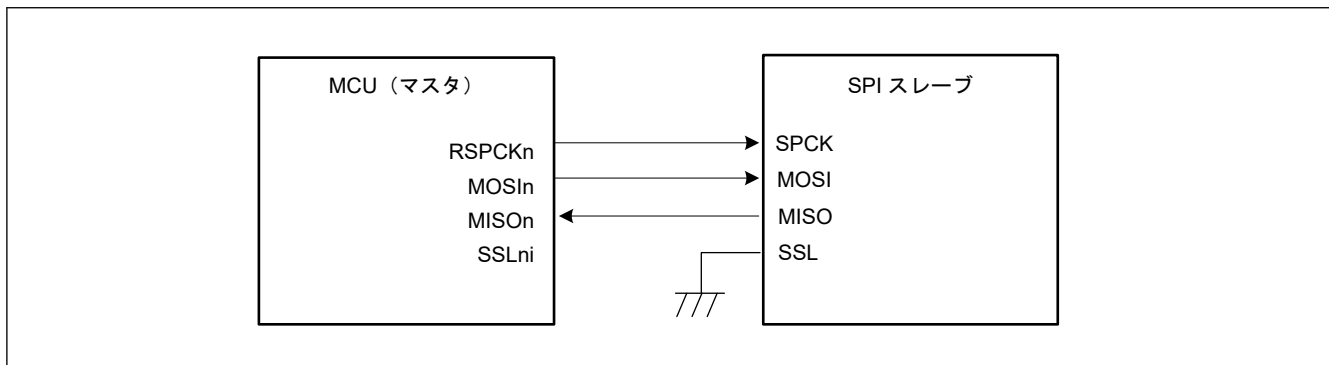 MCU（マスタ）
RSPCKn
MOSIn
MISOn
SSLni
SPI スレーブ
SPCK
MOSI
MISO
SSL